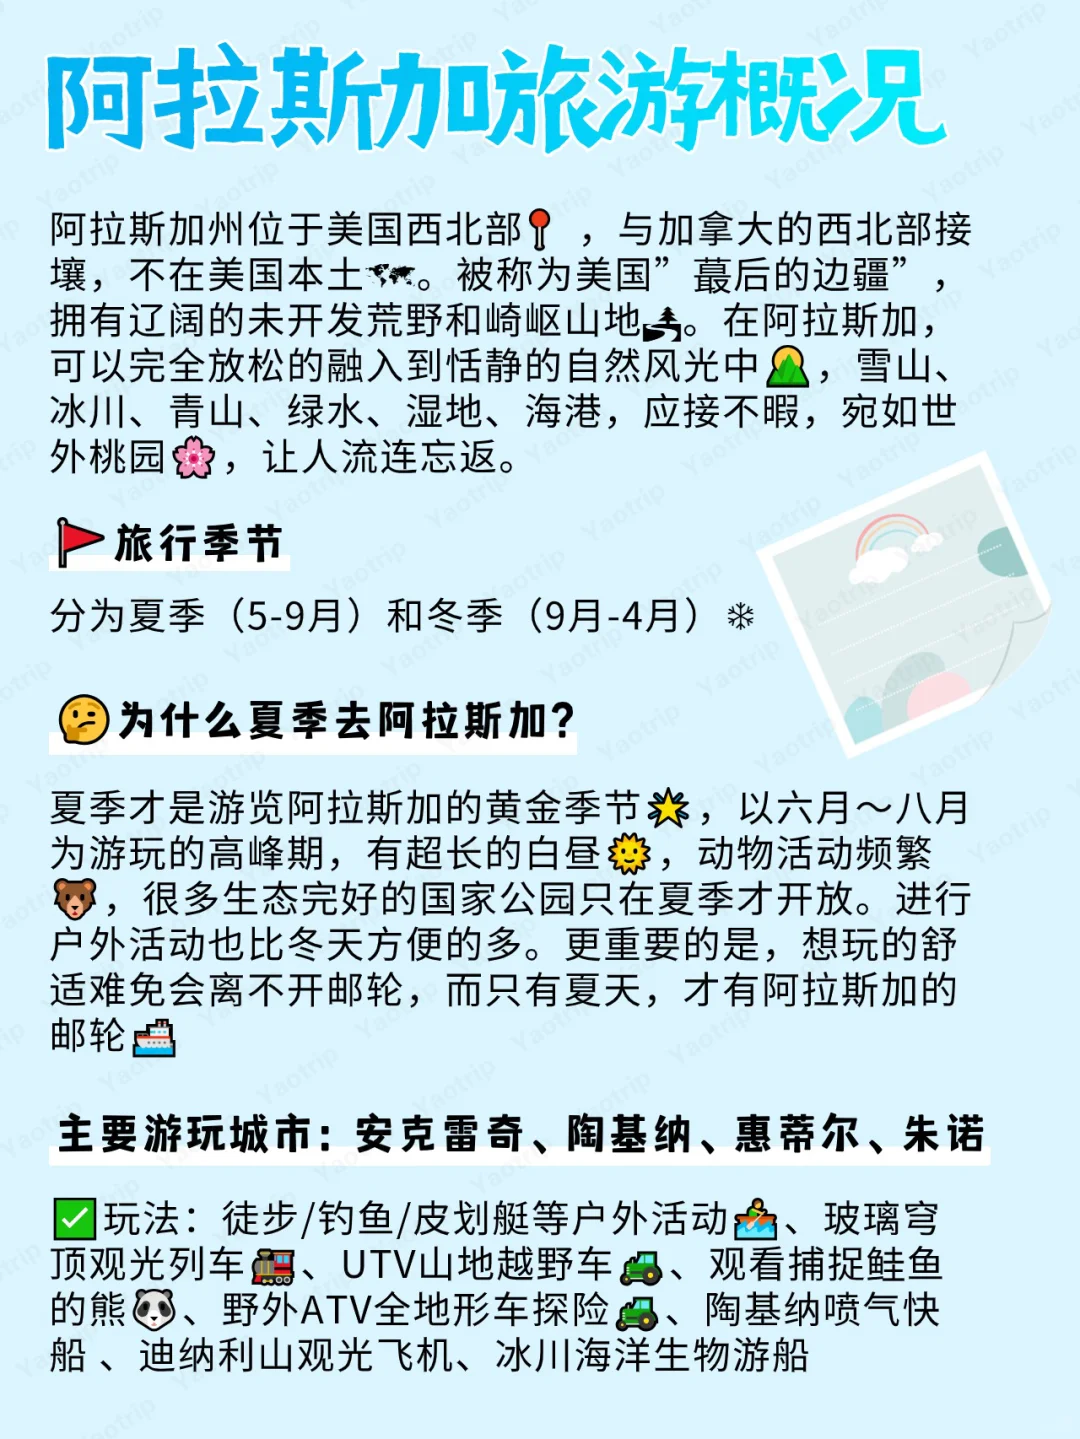 阿拉斯加旅游概况
阿拉斯加州位于美国西北部📍，与加拿大的西北部接
壤，不在美国本土🗺。被称为美国”蕞后的边疆”，
拥有辽阔的未开发荒野和崎岖山地🏞。在阿拉斯加，
可以完全放松的融入到恬静的自然风光中⛰，雪山、
冰川、青山、绿水、湿地、海港，应接不暇，宛如世
外桃园🌸，让人流连忘返。
🚩旅行季节
分为夏季（5-9月）和冬季（9月-4月）❄
🤔为什么夏季去阿拉斯加？
夏季才是游览阿拉斯加的黄金季节🌟，以六月～八月
为游玩的高峰期，有超长的白昼🌞，动物活动频繁
🐻，很多生态完好的国家公园只在夏季才开放。进行
户外活动也比冬天方便的多。更重要的是，想玩的舒
适难免会离不开邮轮，而只有夏天，才有阿拉斯加的
邮轮🛳
主要游玩城市：安克雷奇、陶基纳、惠蒂尔、朱诺
✅玩法：徒步/钓鱼/皮划艇等户外活动🚣、玻璃穹
顶观光列车🚂、UTV山地越野车🚜、观看捕捉鲑鱼
的熊🐼、野外ATV全地形车探险🚜、陶基纳喷气快
船 、迪纳利山观光飞机、冰川海洋生物游船
Yaotrip